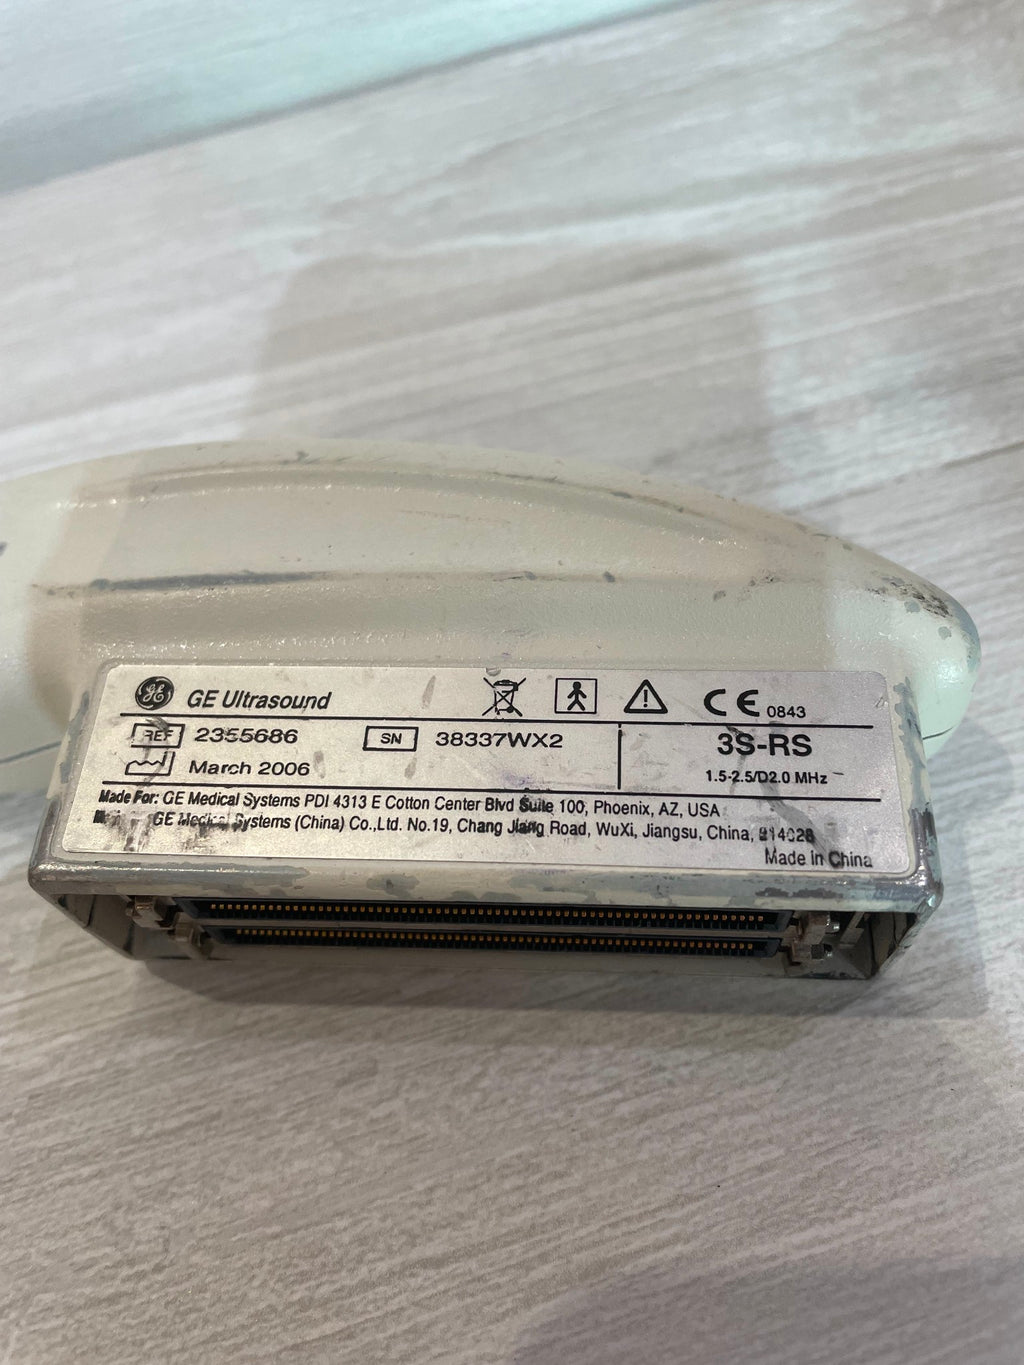 GE GE Ultrasound
CE 0843
REF 2355686 SN 38337WX2 3S-RS
March 2006 1.5-2.5/D2.0 MHz
Made For: GE Medical Systems PDI 4313 E Cotton Center Blvd Suite 100, Phoenix, AZ, USA
GE Medical Systems (China) Co.,Ltd. No.19, Chang Jiang Road, WuXi, Jiangsu, China, 214028
Made in China